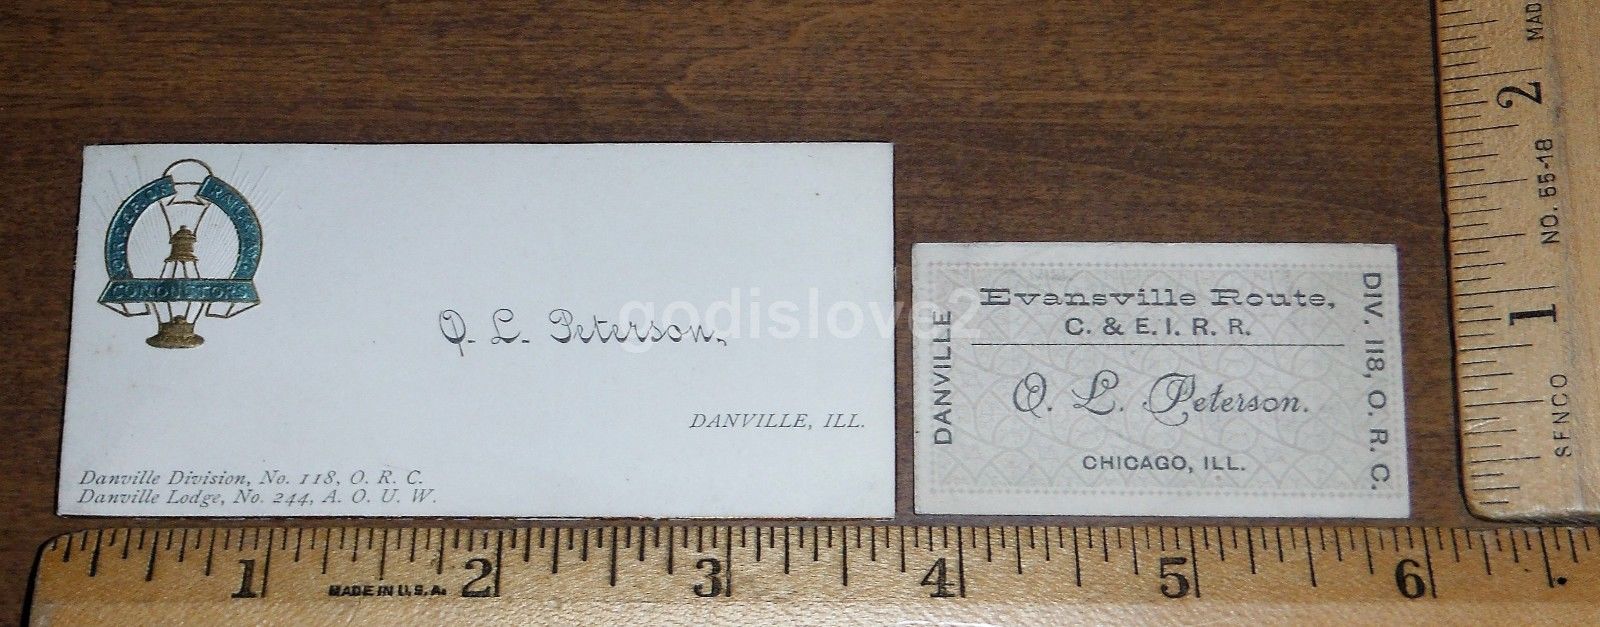 ORDER OF RAILWAY
CONDUCTORS
O. L. Peterson,
DANVILLE, ILL.
Danville Division, No. 118, O. R. C.
Danville Lodge, No. 244, A. O. U. W.
DANVILLE
Evansville Route,
C. & E. I. R. R.
O. L. Peterson.
CHICAGO, ILL.
DIV. 118, O. R. C.
godislove2
1 2 3 4 5 6
MADE IN U.S.A.
1 2
SENCO NO. 55-18 MAD